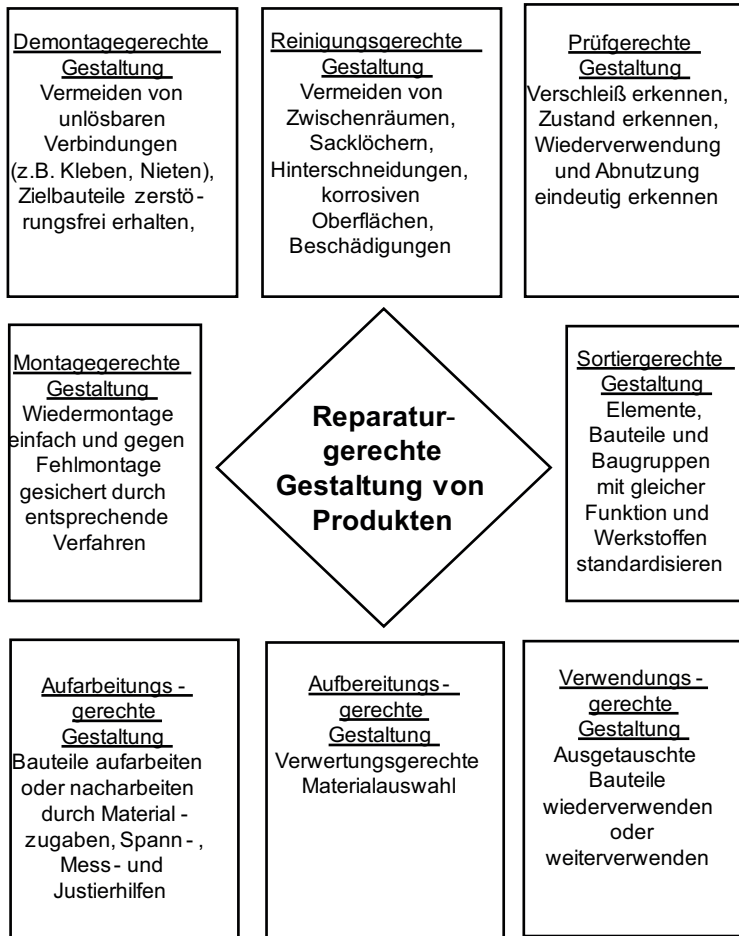 Demontagegerechte
Gestaltung
Vermeiden von
unlösbaren
Verbindungen
(z.B. Kleben, Nieten),
Zielbauteile zerstö-
rungsfrei erhalten,
Reinigungsgerechte
Gestaltung
Vermeiden von
Zwischenräumen,
Sacklöchern,
Hinterschneidungen,
korrosiven
Oberflächen,
Beschädigungen
Prüfgerechte
Gestaltung
Verschleiß erkennen,
Zustand erkennen,
Wiederverwendung
und Abnutzung
eindeutig erkennen
Montagegerechte
Gestaltung
Wiedermontage
einfach und gegen
Fehlmontage
gesichert durch
entsprechende
Verfahren
Reparatur-
gerechte
Gestaltung von
Produkten
Sortiergerechte
Gestaltung
Elemente,
Bauteile und
Baugruppen
mit gleicher
Funktion und
Werkstoffen
standardisieren
Aufarbeitungs-
gerechte
Gestaltung
Bauteile aufarbeiten
oder nacharbeiten
durch Material-
zugaben, Spann-,
Mess- und
Justierhilfen
Aufbereitungs-
gerechte
Gestaltung
Verwertungsgerechte
Materialauswahl
Verwendungs-
gerechte
Gestaltung
Ausgetauschte
Bauteile
wiederverwenden
oder
weiterverwenden